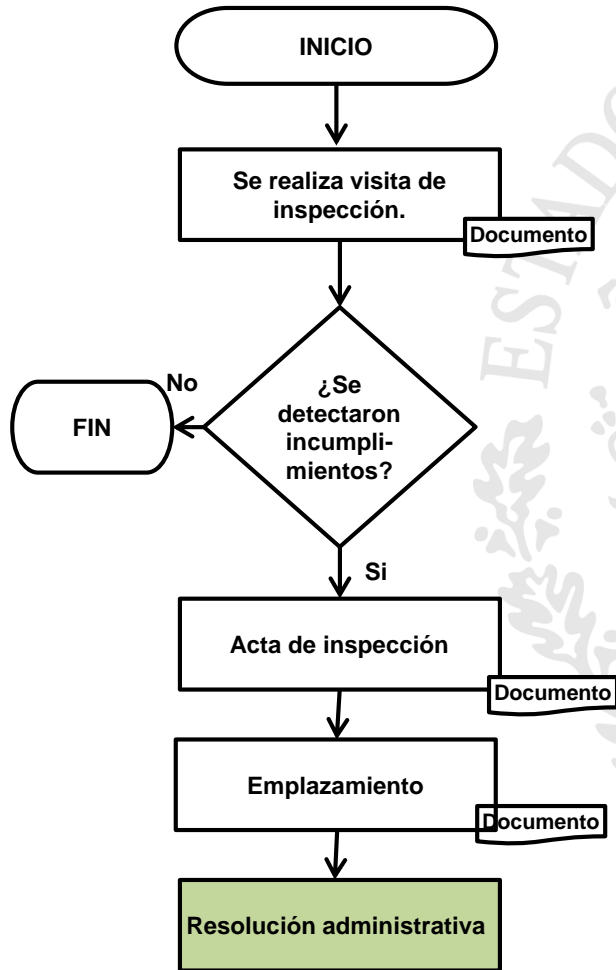 INICIO
Se realiza visita de
inspección.
Documento
¿Se
detectaron
incumpli-
mientos?
No
FIN
Si
Acta de inspección
Documento
Emplazamiento
Documento
Resolución administrativa
ESTADO